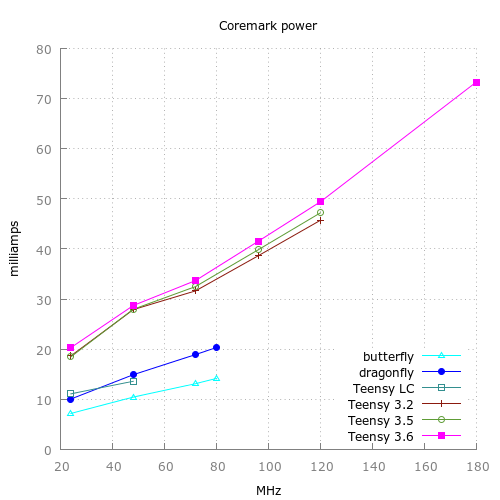 Coremark power
80
70
60
50
40
30
20
10
0
milliamps
butterfly
dragonfly
Teensy LC
Teensy 3.2
Teensy 3.5
Teensy 3.6
20 40 60 80 100 120 140 160 180
MHz